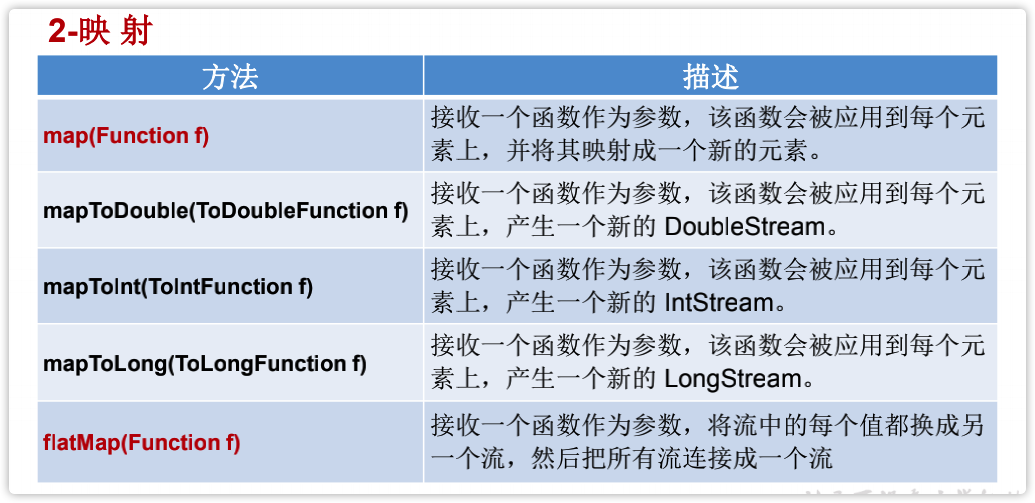 2-映 射
方法
描述
map(Function f)
接收一个函数作为参数，该函数会被应用到每个元
素上，并将其映射成一个新的元素。
mapToDouble(ToDoubleFunction f)
接收一个函数作为参数，该函数会被应用到每个元
素上，产生一个新的 DoubleStream。
mapToInt(ToIntFunction f)
接收一个函数作为参数，该函数会被应用到每个元
素上，产生一个新的 IntStream。
mapToLong(ToLongFunction f)
接收一个函数作为参数，该函数会被应用到每个元
素上，产生一个新的 LongStream。
flatMap(Function f)
接收一个函数作为参数，将流中的每个值都换成另
一个流，然后把所有流连接成一个流